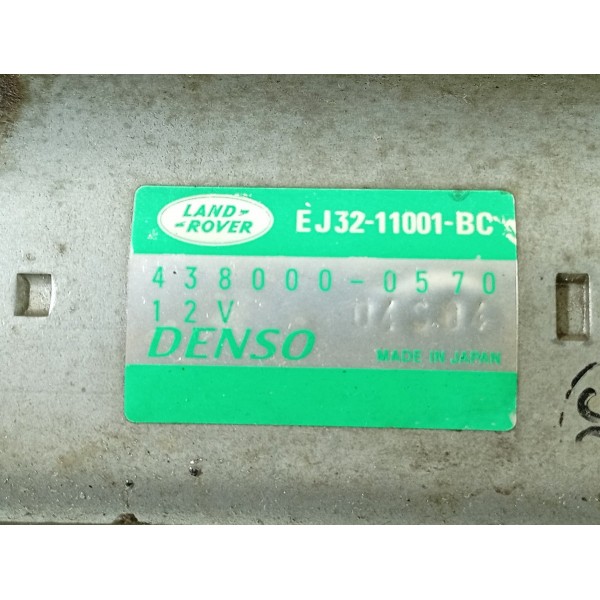 LAND
ROVER
EJ32-11001-BC
438000-0570
12V
DENSO
MADE IN JAPAN